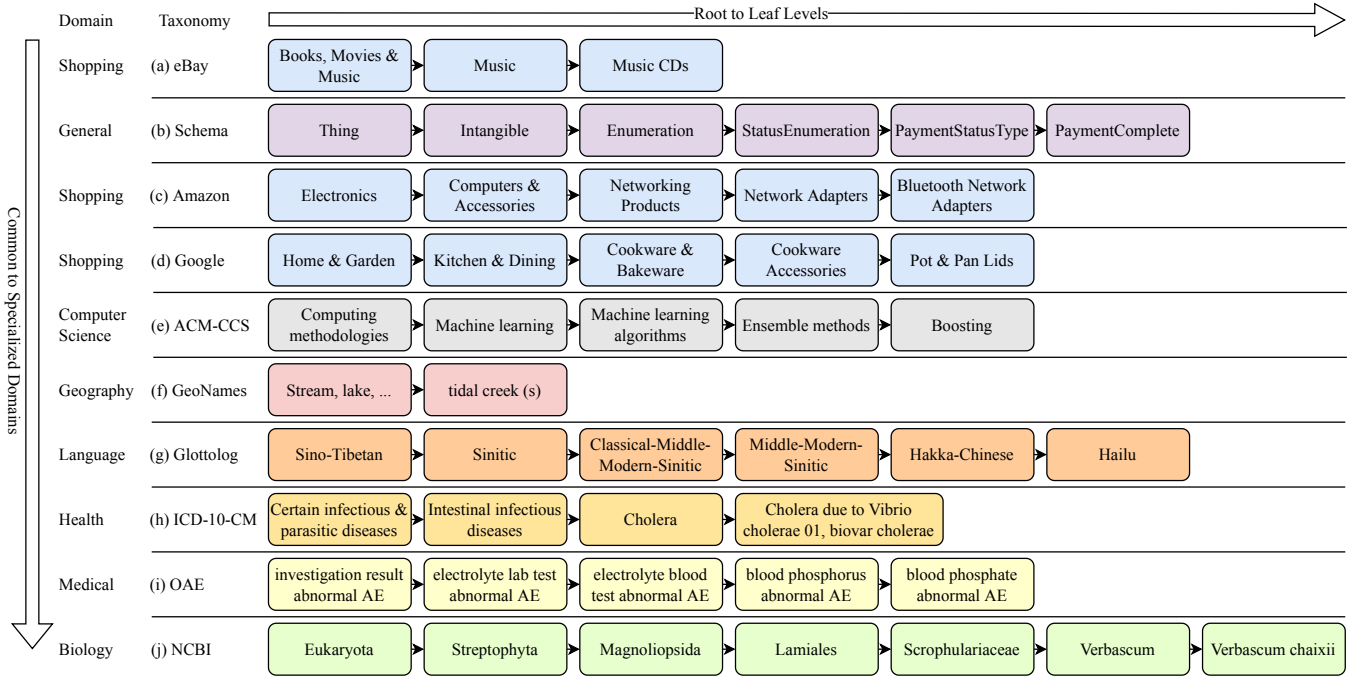 Domain
Taxonomy
Root to Leaf Levels
Common to Specialized Domains
Shopping
(a) eBay
Books, Movies &
Music
Music
Music CDs
General
(b) Schema
Thing
Intangible
Enumeration
StatusEnumeration
PaymentStatusType
PaymentComplete
Shopping
(c) Amazon
Electronics
Computers &
Accessories
Networking
Products
Network Adapters
Bluetooth Network
Adapters
Shopping
(d) Google
Home & Garden
Kitchen & Dining
Cookware &
Bakeware
Cookware
Accessories
Pot & Pan Lids
Computer
Science
(e) ACM-CCS
Computing
methodologies
Machine learning
Machine learning
algorithms
Ensemble methods
Boosting
Geography
(f) GeoNames
Stream, lake, ...
tidal creek (s)
Language
(g) Glottolog
Sino-Tibetan
Sinitic
Classical-Middle-
Modern-Sinitic
Middle-Modern-
Sinitic
Hakka-Chinese
Hailu
Health
(h) ICD-10-CM
Certain infectious &
parasitic diseases
Intestinal infectious
diseases
Cholera
Cholera due to Vibrio
cholerae 01, biovar cholerae
Medical
(i) OAE
investigation result
abnormal AE
electrolyte lab test
abnormal AE
electrolyte blood
test abnormal AE
blood phosphorus
abnormal AE
blood phosphate
abnormal AE
Biology
(j) NCBI
Eukaryota
Streptophyta
Magnoliopsida
Lamiales
Scrophulariaceae
Verbascum
Verbascum chaixii